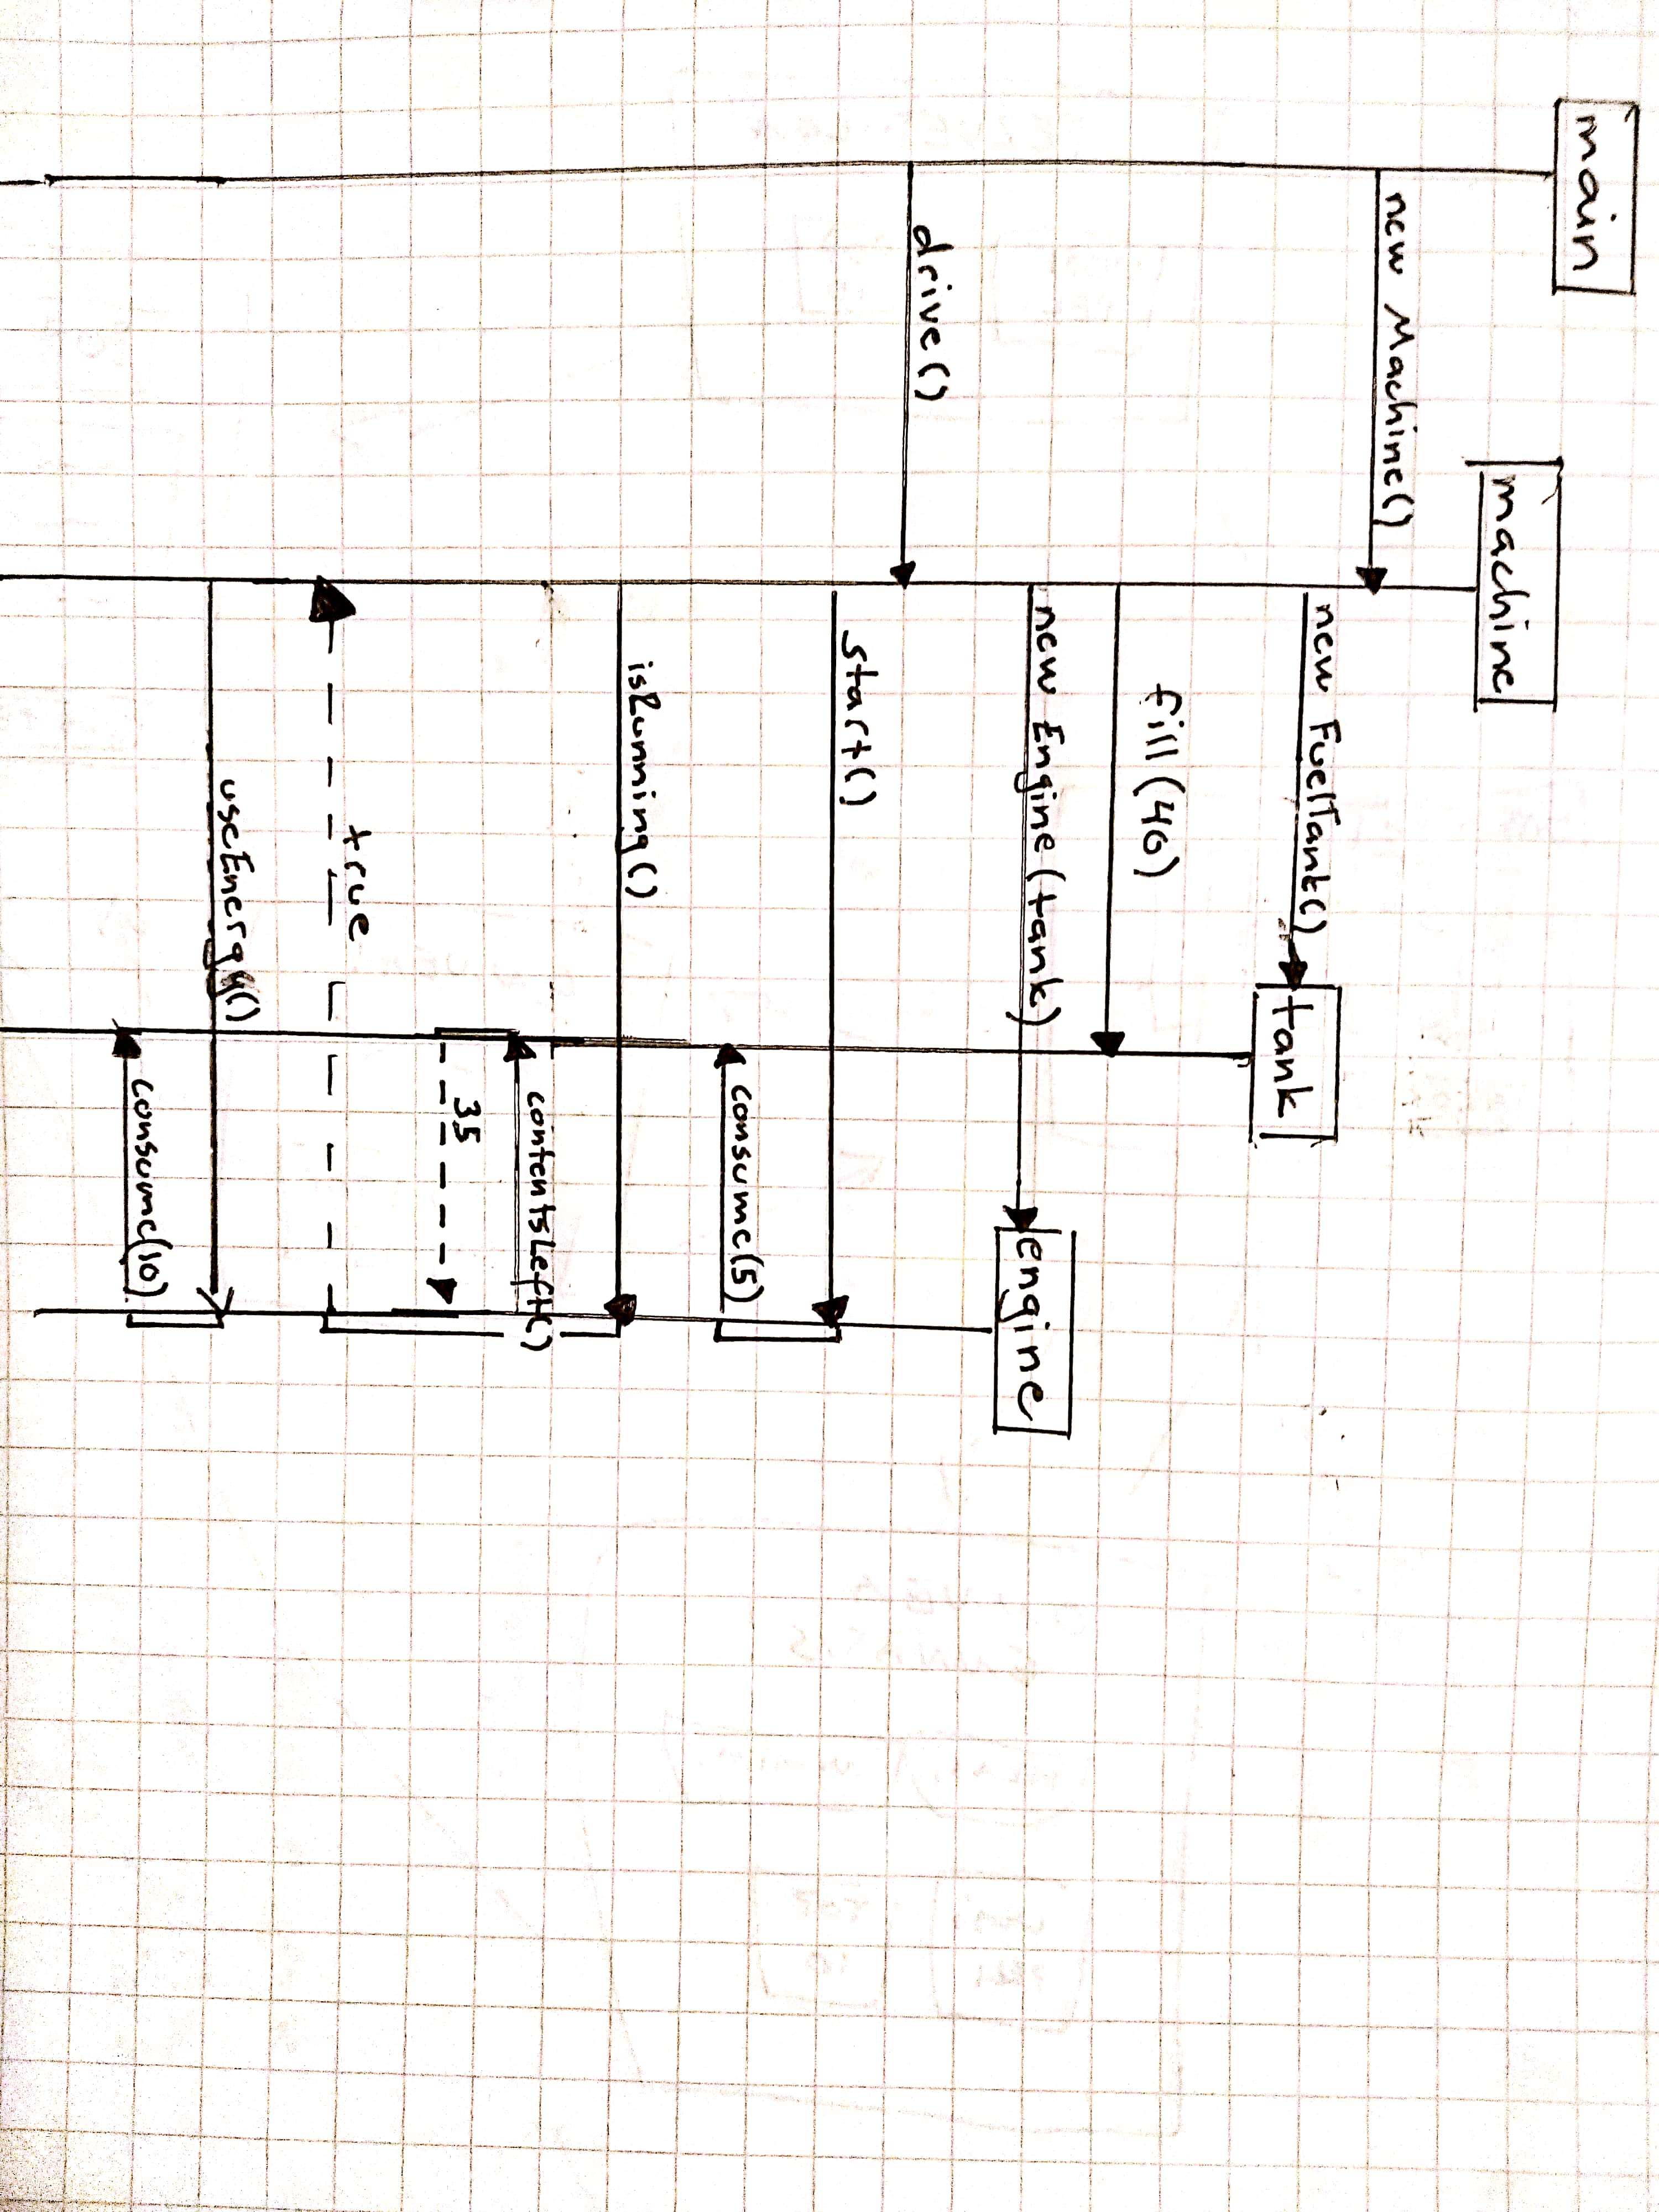 main
machine
new Machine()
new FuelTank()
tank
fill (40)
new Engine (tank)
engine
drive()
start()
consume(5)
isRunning()
contentsLeft()
35
true
useEnergy()
consume(10)